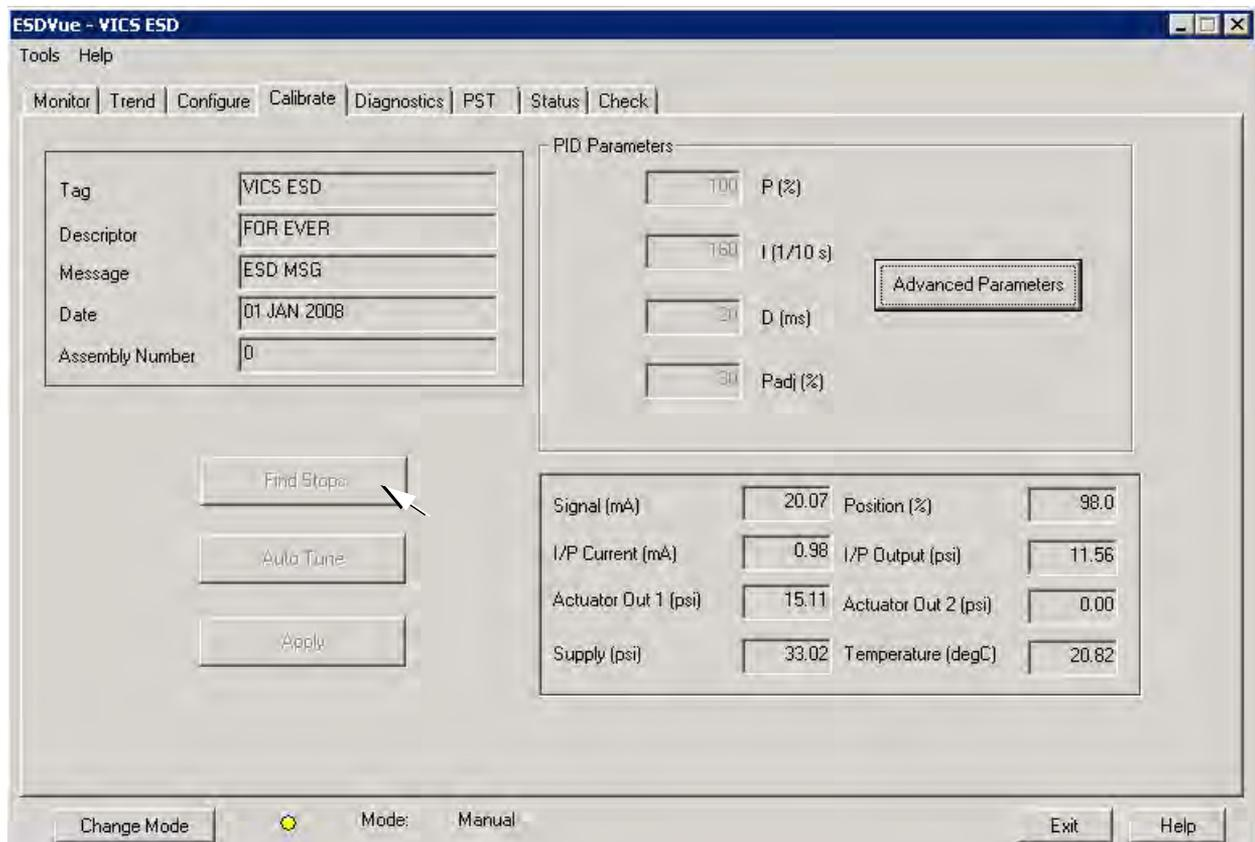 ESDVue - VICS ESD
Tools Help
Monitor Trend Configure Calibrate Diagnostics PST Status Check
Tag VICS ESD
Descriptor FOR EVER
Message ESD MSG
Date 01 JAN 2008
Assembly Number 0
PID Parameters
100 P (%)
160 I (1/10 s)
20 D (ms)
30 Padj (%)
Advanced Parameters
Find Stops
Auto Tune
Apply
Signal (mA) 20.07 Position (%) 98.0
I/P Current (mA) 0.98 I/P Output (psi) 11.56
Actuator Out 1 (psi) 15.11 Actuator Out 2 (psi) 0.00
Supply (psi) 33.02 Temperature (degC) 20.82
Change Mode Mode: Manual Exit Help